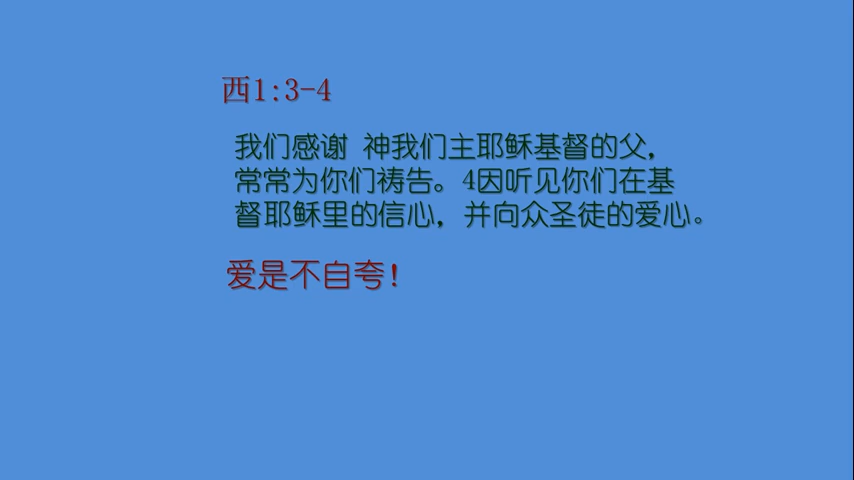 西1:3-4
我们感谢 神我们主耶稣基督的父，
常常为你们祷告。4因听见你们在基
督耶稣里的信心，并向众圣徒的爱心。
爱是不自夸！